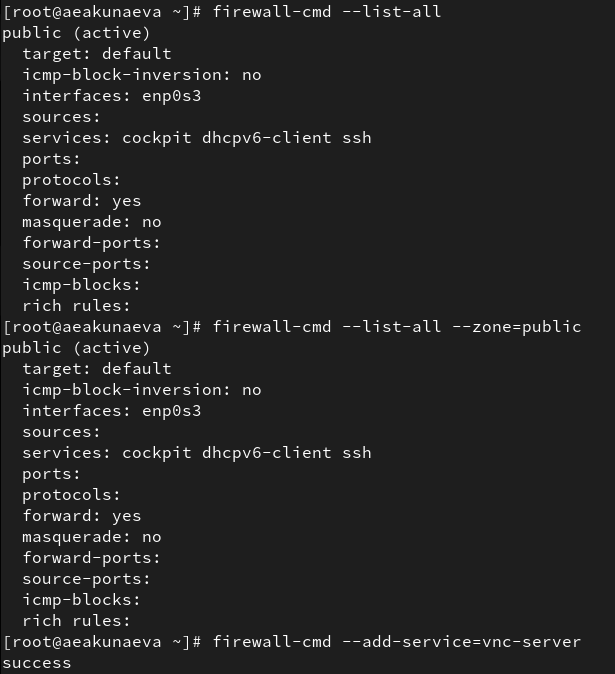 [root@aeakunaeva ~]# firewall-cmd --list-all
public (active)
  target: default
  icmp-block-inversion: no
  interfaces: enp0s3
  sources:
  services: cockpit dhcpv6-client ssh
  ports:
  protocols:
  forward: yes
  masquerade: no
  forward-ports:
  source-ports:
  icmp-blocks:
  rich rules:
[root@aeakunaeva ~]# firewall-cmd --list-all --zone=public
public (active)
  target: default
  icmp-block-inversion: no
  interfaces: enp0s3
  sources:
  services: cockpit dhcpv6-client ssh
  ports:
  protocols:
  forward: yes
  masquerade: no
  forward-ports:
  source-ports:
  icmp-blocks:
  rich rules:
[root@aeakunaeva ~]# firewall-cmd --add-service=vnc-server
success